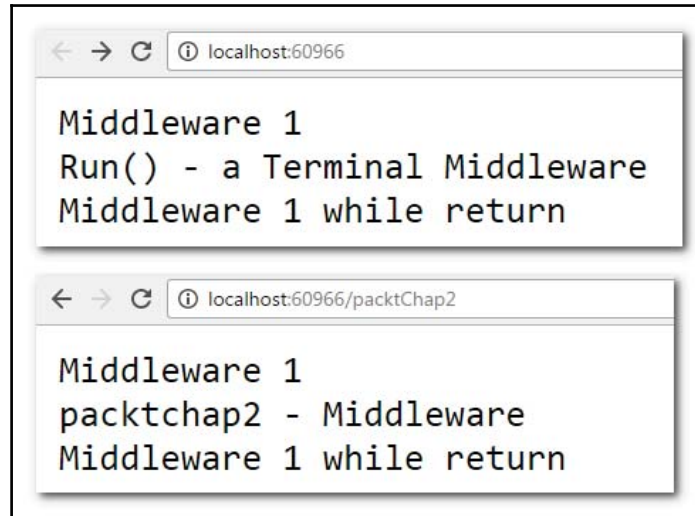 localhost:60966
Middleware 1
Run() - a Terminal Middleware
Middleware 1 while return
localhost:60966/packtChap2
Middleware 1
packtchap2 - Middleware
Middleware 1 while return